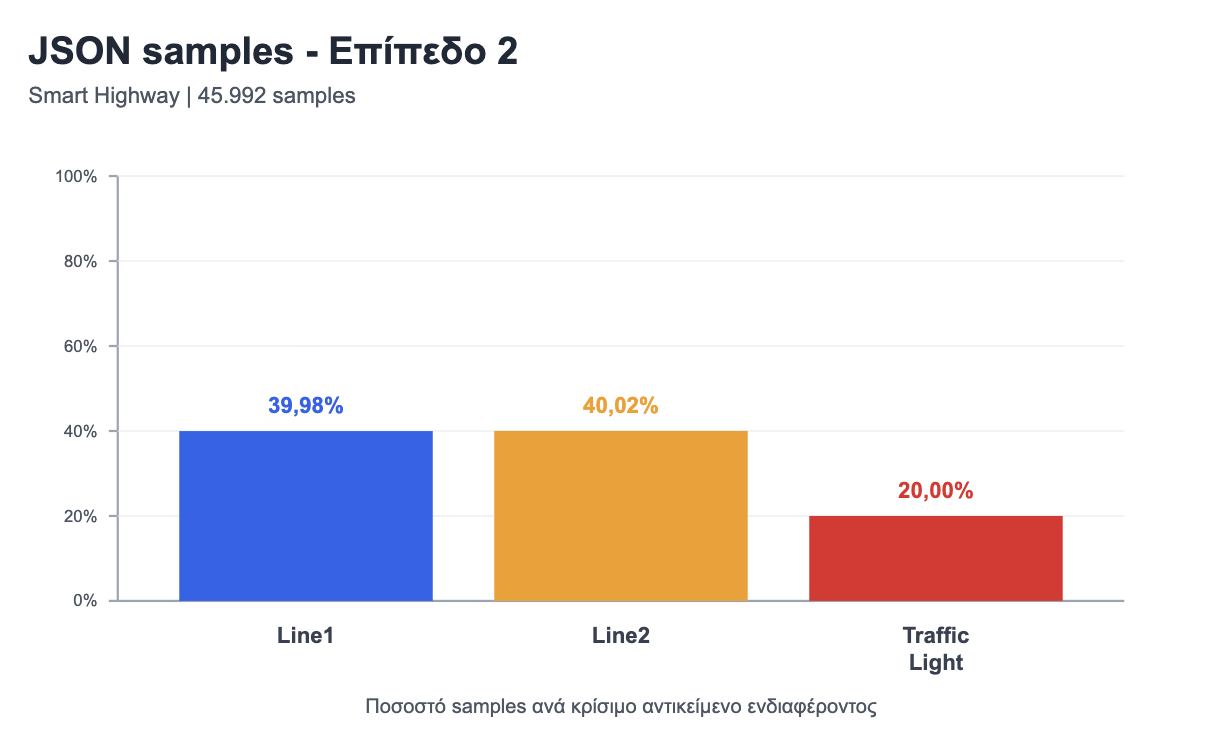 JSON samples - Επίπεδο 2
Smart Highway | 45.992 samples
100%
80%
60%
40%
20%
0%
39,98%
40,02%
20,00%
Line1
Line2
Traffic
Light
Ποσοστό samples ανά κρίσιμο αντικείμενο ενδιαφέροντος